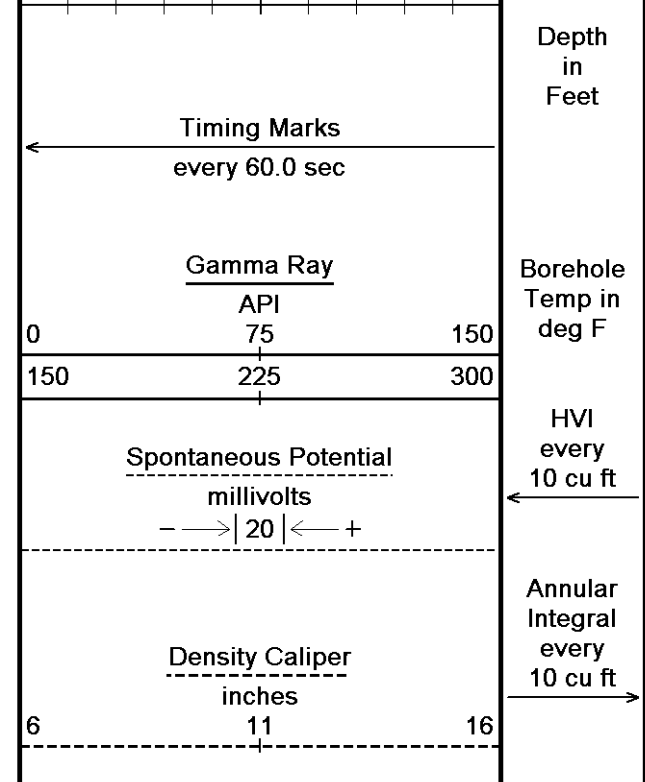 Timing Marks
every 60.0 sec
Gamma Ray
API
0 75 150
150 225 300
Spontaneous Potential
millivolts
− 20 +
Density Caliper
inches
6 11 16
Depth
in
Feet
Borehole
Temp in
deg F
HVI
every
10 cu ft
Annular
Integral
every
10 cu ft